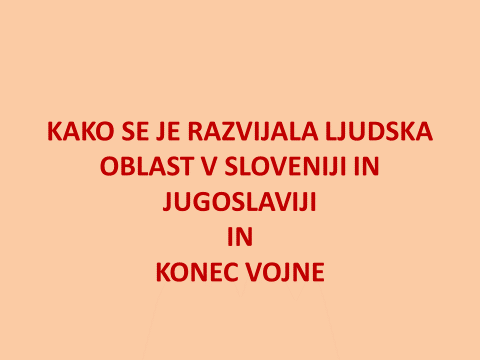 KAKO SE JE RAZVIJALA LJUDSKA
OBLAST V SLOVENIJI IN
JUGOSLAVIJI
IN
KONEC VOJNE